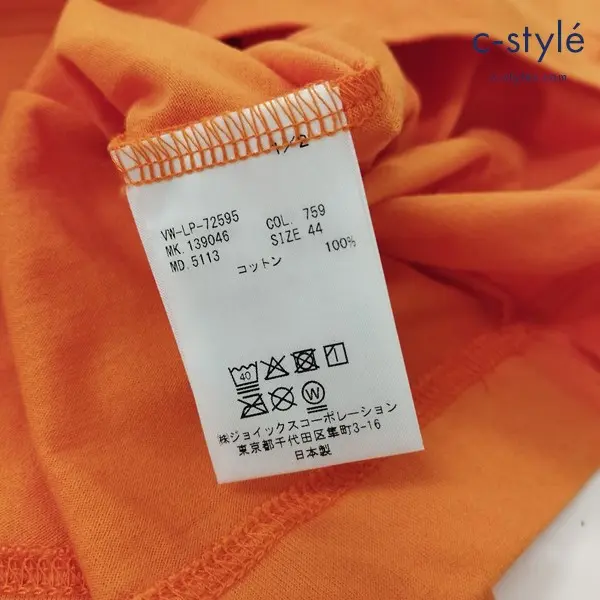 c-stylé
1/2
VW-LP-72595
MK. 139046
MD. 5113
COL. 759
SIZE 44
コットン 100%
40
W
㈱ジョイックスコーポレーション
東京都千代田区隼町3-16
日本製